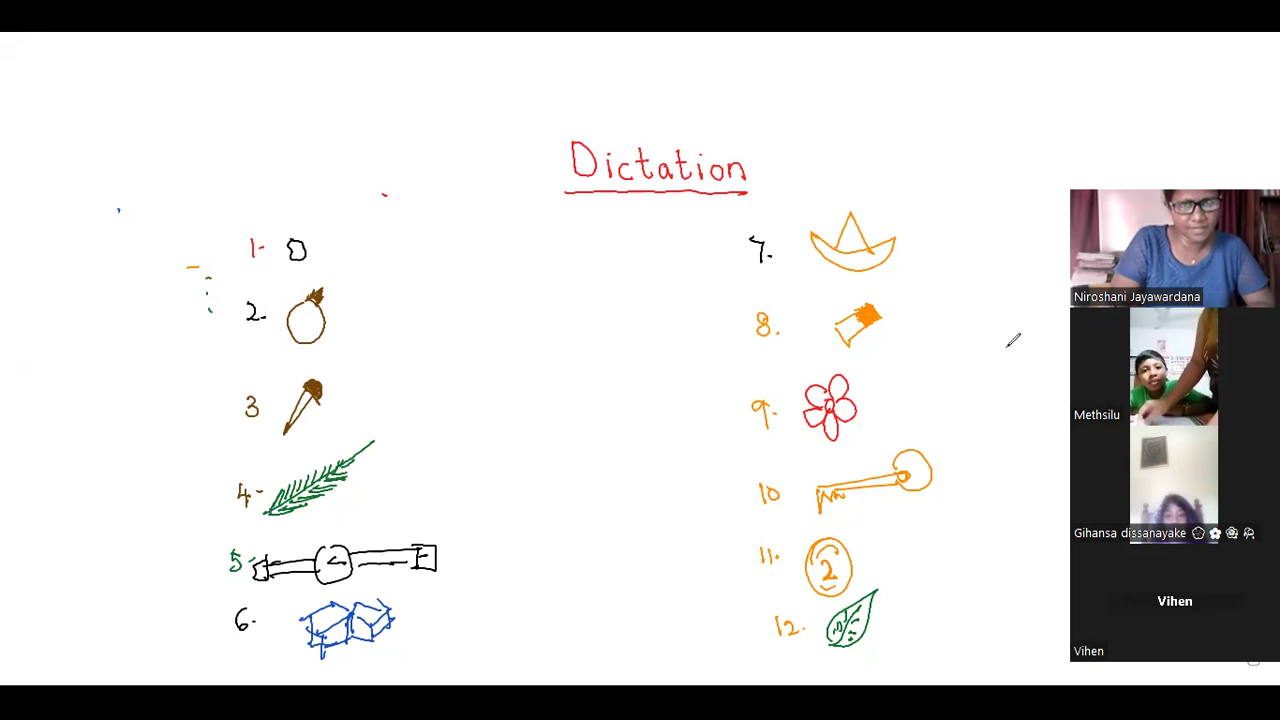 Dictation
1-
2.
3
4-
5-
6.
7.
8.
9.
10
11.
2
12.
Niroshani Jayawardana
Methsilu
Gihansa dissanayake
Vihen
Vihen